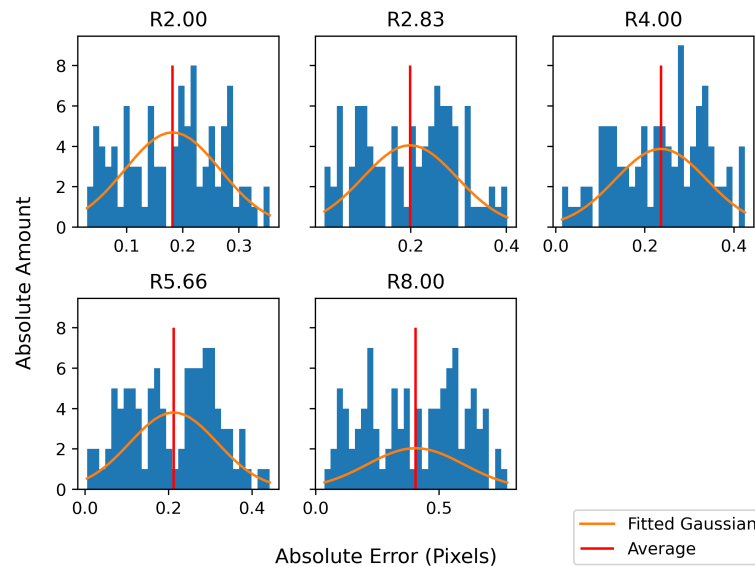 R2.00 R2.83 R4.00
8
6
4
2
0
0.1 0.2 0.3
0.2 0.4
0.0 0.2 0.4
Absolute Amount
R5.66 R8.00
8
6
4
2
0
0.0 0.2 0.4
0.0 0.5
Absolute Error (Pixels)
Fitted Gaussian
Average